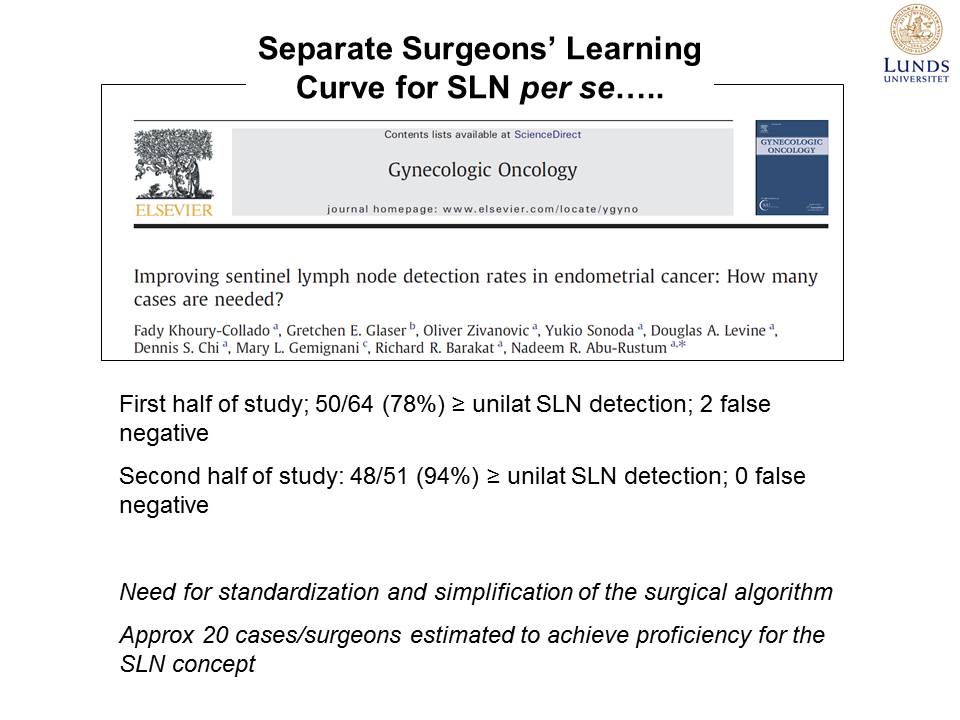 Separate Surgeons’ Learning
Curve for SLN per se…..
LUNDS
UNIVERSITET
Contents lists available at ScienceDirect
Gynecologic Oncology
journal homepage: www.elsevier.com/locate/ygyno
ELSEVIER
GYNECOLOGIC
ONCOLOGY
Improving sentinel lymph node detection rates in endometrial cancer: How many
cases are needed?
Fady Khoury-Collado a, Gretchen E. Glaser b, Oliver Zivanovic a, Yukio Sonoda a, Douglas A. Levine a,
Dennis S. Chi a, Mary L. Gemignani c, Richard R. Barakat a, Nadeem R. Abu-Rustum a,*
First half of study; 50/64 (78%) ≥ unilat SLN detection; 2 false
negative
Second half of study: 48/51 (94%) ≥ unilat SLN detection; 0 false
negative
Need for standardization and simplification of the surgical algorithm
Approx 20 cases/surgeons estimated to achieve proficiency for the
SLN concept